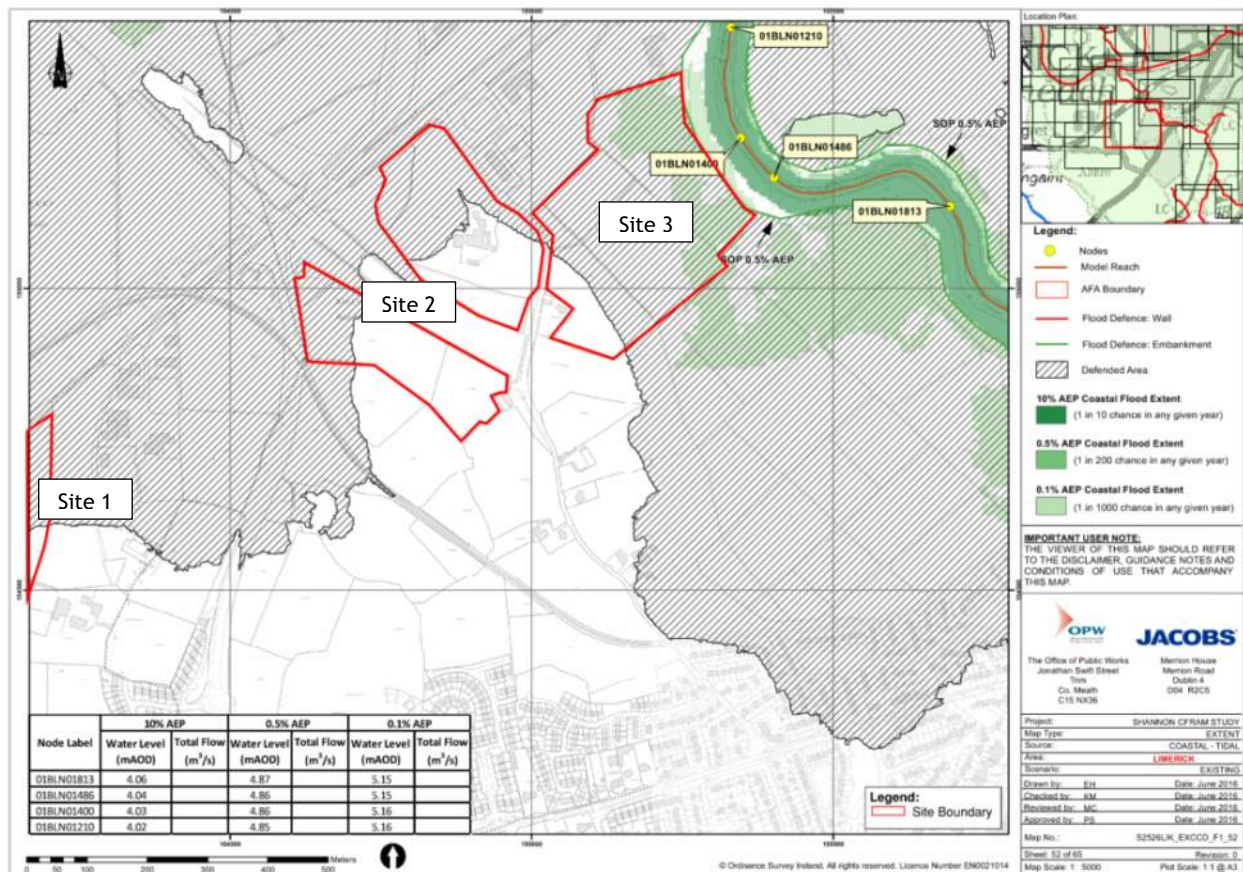 01BLN01210
01BLN01400
01BLN01486
01BLN01813
SOP 0.5% AEP
SOP 0.5% AEP
Site 3
Site 2
Site 1
Node Label 10% AEP 0.5% AEP 0.1% AEP
Water Level Total Flow Water Level Total Flow Water Level Total Flow
(mAOD) (m³/s) (mAOD) (m³/s) (mAOD) (m³/s)
01BLN01813 4.06 4.87 5.15
01BLN01486 4.04 4.86 5.15
01BLN01400 4.03 4.86 5.16
01BLN01210 4.02 4.85 5.16
Legend:
Site Boundary
Meters
0 50 100 200 300 400 500
© Ordnance Survey Ireland. All rights reserved. Licence Number EN0021014
Location Plan:
Legend:
Nodes
Model Reach
AFA Boundary
Flood Defence: Wall
Flood Defence: Embankment
Defended Area
10% AEP Coastal Flood Extent
(1 in 10 chance in any given year)
0.5% AEP Coastal Flood Extent
(1 in 200 chance in any given year)
0.1% AEP Coastal Flood Extent
(1 in 1000 chance in any given year)
IMPORTANT USER NOTE:
THE VIEWER OF THIS MAP SHOULD REFER
TO THE DISCLAIMER, GUIDANCE NOTES AND
CONDITIONS OF USE THAT ACCOMPANY
THIS MAP.
OPW
JACOBS
The Office of Public Works
Jonathan Swift Street
Trim
Co. Meath
C15 NX36
Merrion House
Merrion Road
Dublin 4
D04 R2C5
Project: SHANNON CFRAM STUDY
Map Type: EXTENT
Source: COASTAL - TIDAL
Area: LIMERICK
Scenario: EXISTING
Drawn by: EH Date: June 2016
Checked by: KM Date: June 2016
Reviewed by: MC Date: June 2016
Approved by: PS Date: June 2016
Map No.: S2526LIK_EXCCD_F1_52
Sheet: 52 of 65 Revision: 0
Map Scale: 1: 5000 Plot Scale: 1:1 @ A3